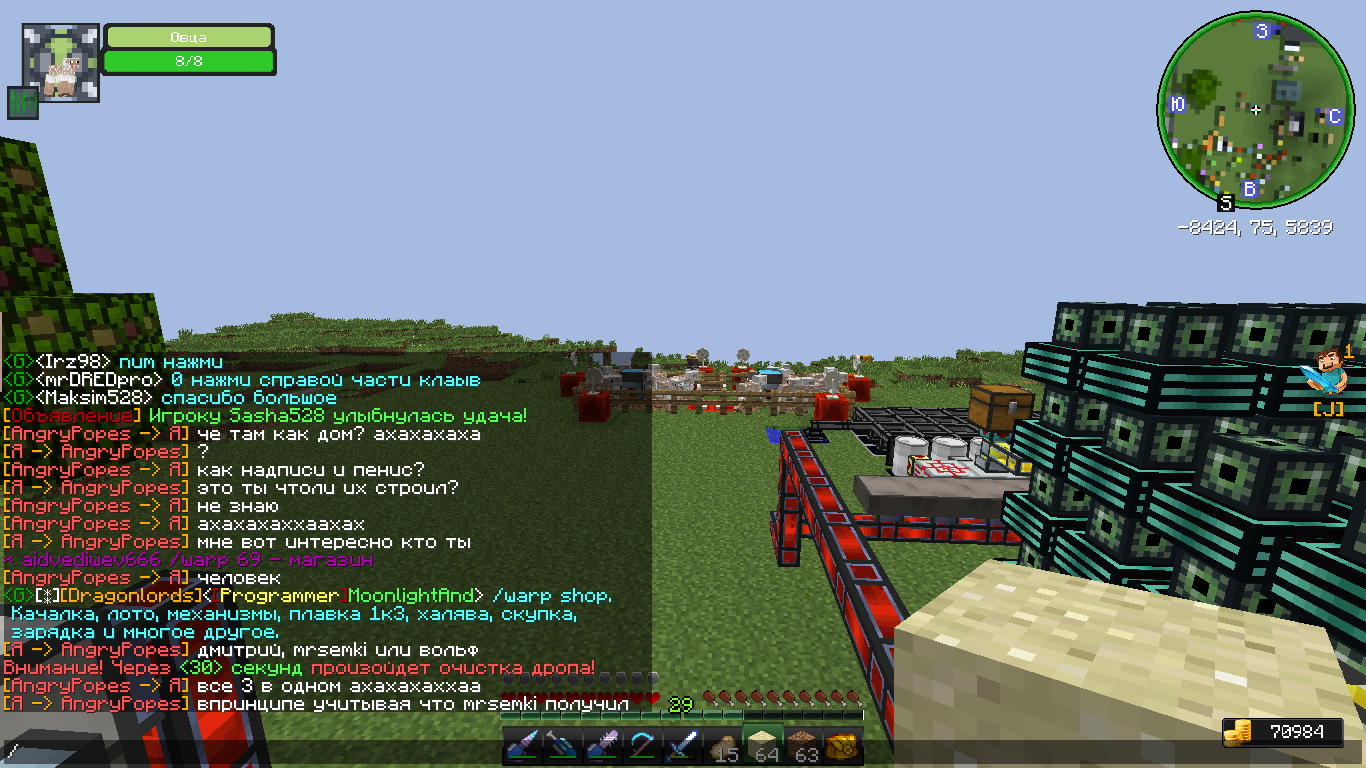 Овца
8/8
З
Ю
С
В
S
-8424, 75, 5839
<G><Irz98> пим нажми
<G><mrDREDpro> 0 нажми справой части клаыв
<G><Maksim528> спасибо большое
[Объявление] Игроку Sasha528 улыбнулась удача!
[AngryPopes -> Я] че там как дом? ахахахаха
[Я -> AngryPopes] ?
[AngryPopes -> Я] как надписи и пенис?
[Я -> AngryPopes] это ты чтоли их строил?
[AngryPopes -> Я] не знаю
[AngryPopes -> Я] ахахахаххаахах
[AngryPopes -> Я] мне вот интересно кто ты
* aidvediwev666 /warp 69 - магазин
[AngryPopes -> Я] человек
<G>[※][Dragonlords]<[Programmer]MoonlightAnd> /warp shop.
Качалка, лото, механизмы, плавка 1к3, халява, скупка,
зарядка и многое другое.
[Я -> AngryPopes] дмитрий, mrsemki или вольф
Внимание! Через <30> секунд произойдет очистка дропа!
[AngryPopes -> Я] все 3 в одном ахахахаххаа
[Я -> AngryPopes] впринципе учитывая что mrsemki получил
/
29
15
64
63
1
[J]
70984